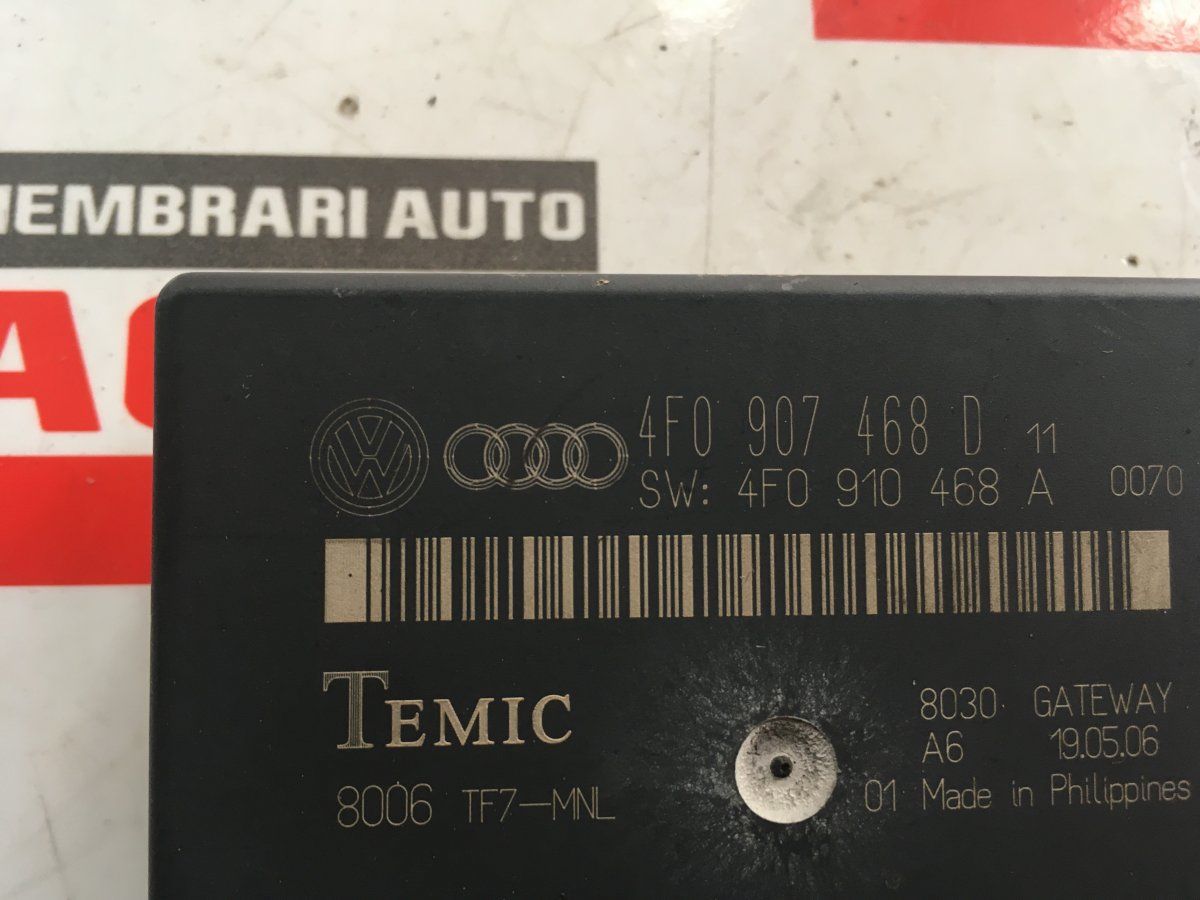 AUTO
4F0 907 468 D 11
SW: 4F0 910 468 A 0070
TEMIC
8030 GATEWAY
A6 19.05.06
8006 TF7-MNL
01 Made in Philippines